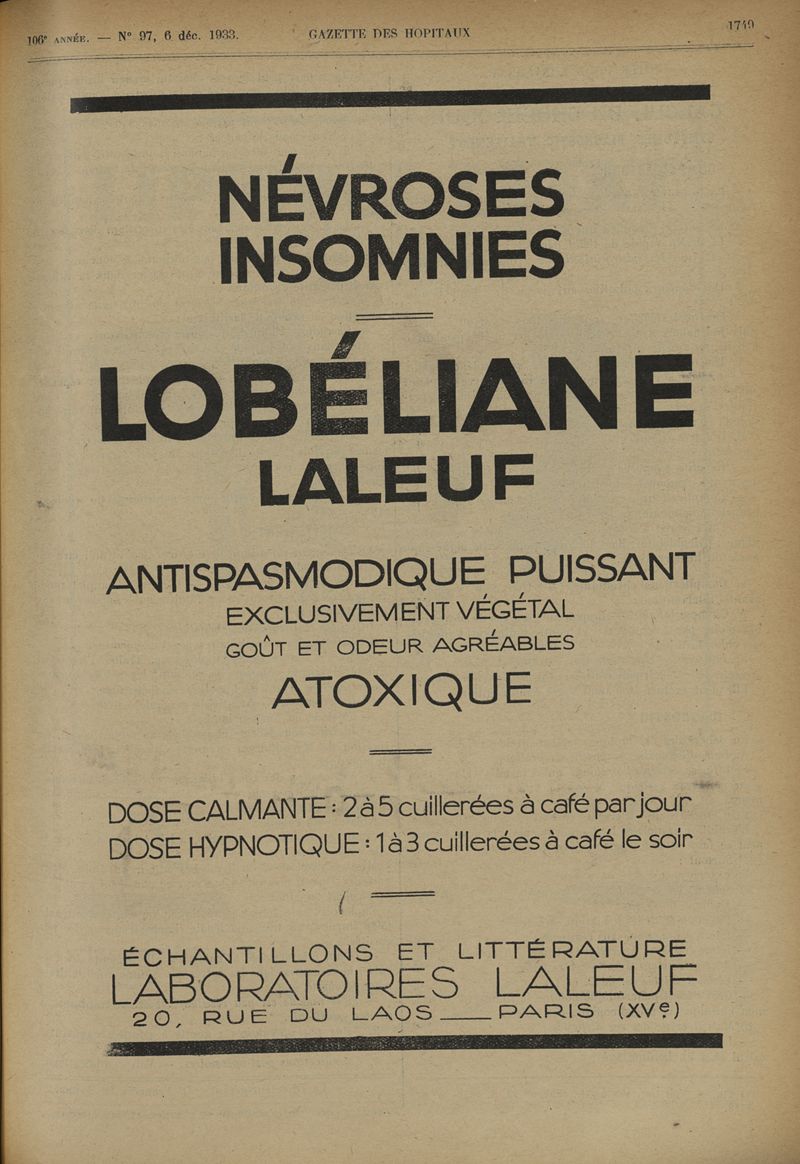 106e ANNÉE. — N° 97, 6 déc. 1933.
GAZETTE DES HOPITAUX
1749
NÉVROSES
INSOMNIES
LOBÉLIANE
LALEUF
ANTISPASMODIQUE PUISSANT
EXCLUSIVEMENT VÉGÉTAL
GOÛT ET ODEUR AGRÉABLES
ATOXIQUE
DOSE CALMANTE : 2 à 5 cuillerées à café par jour
DOSE HYPNOTIQUE : 1 à 3 cuillerées à café le soir
ÉCHANTILLONS ET LITTÉRATURE
LABORATOIRES LALEUF
20, RUE DU LAOS — PARIS (XVe)